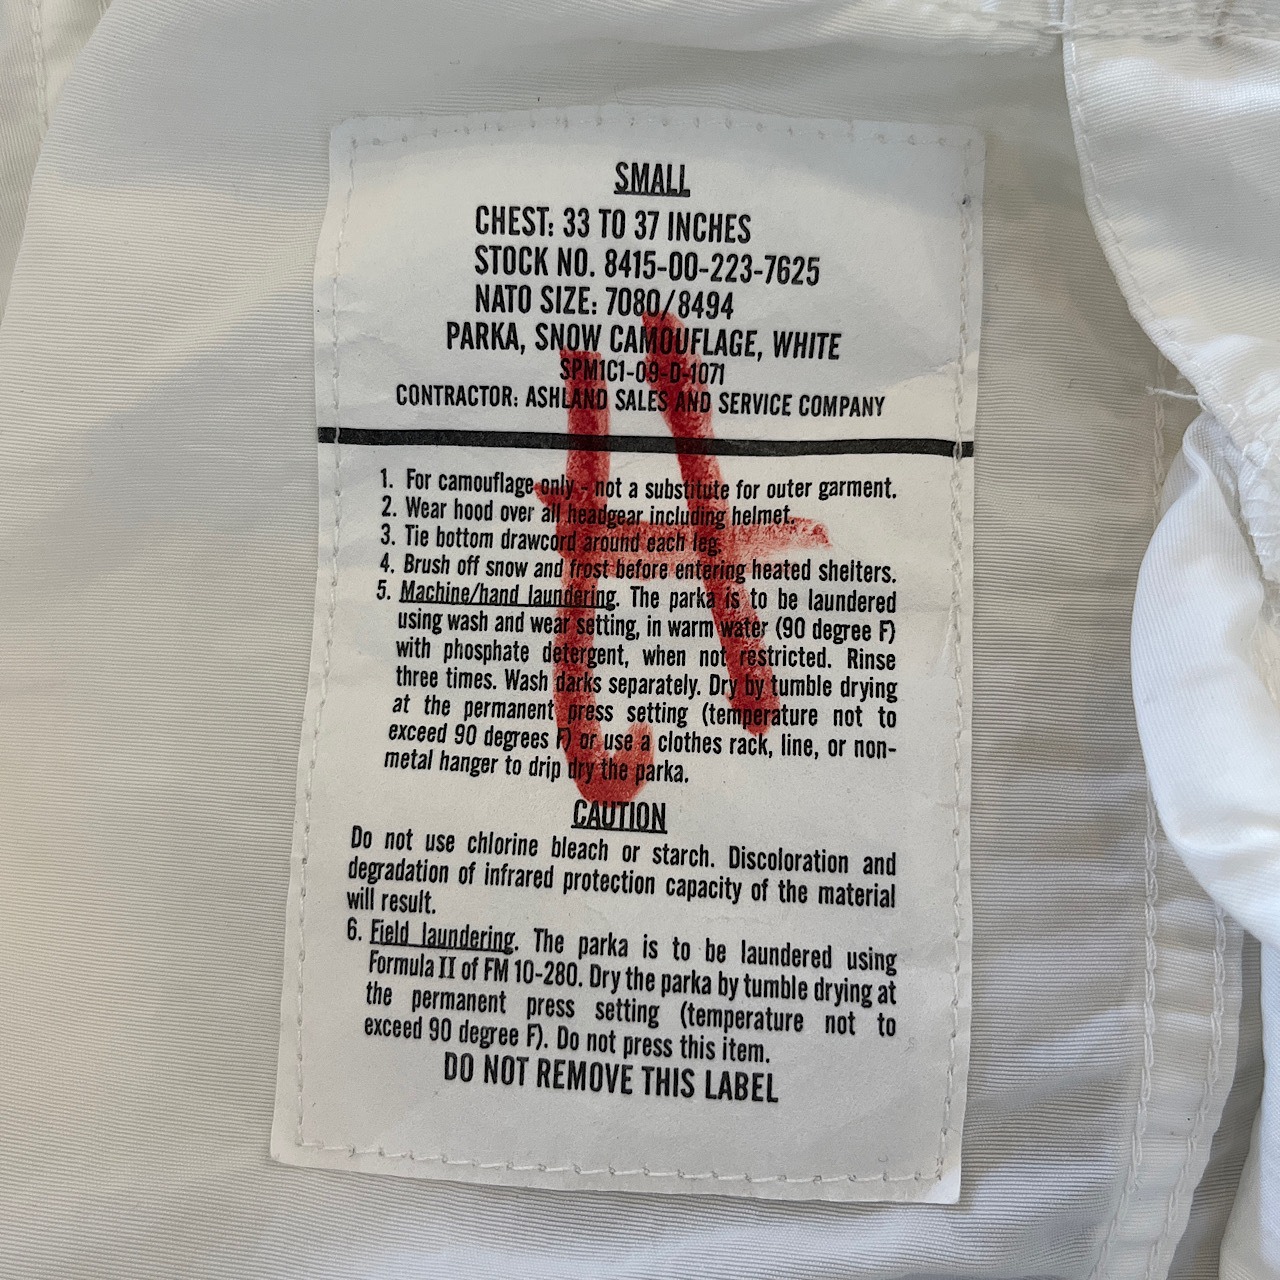 SMALL
CHEST: 33 TO 37 INCHES
STOCK NO. 8415-00-223-7625
NATO SIZE: 7080/8494
PARKA, SNOW CAMOUFLAGE, WHITE
SPM1C1-09-D-1071
CONTRACTOR: ASHLAND SALES AND SERVICE COMPANY
1. For camouflage only - not a substitute for outer garment.
2. Wear hood over all headgear including helmet.
3. Tie bottom drawcord around each leg.
4. Brush off snow and frost before entering heated shelters.
5. Machine/hand laundering. The parka is to be laundered
using wash and wear setting, in warm water (90 degree F)
with phosphate detergent, when not restricted. Rinse
three times. Wash darks separately. Dry by tumble drying
at the permanent press setting (temperature not to
exceed 90 degrees F) or use a clothes rack, line, or non-
metal hanger to drip dry the parka.
CAUTION
Do not use chlorine bleach or starch. Discoloration and
degradation of infrared protection capacity of the material
will result.
6. Field laundering. The parka is to be laundered using
Formula II of FM 10-280. Dry the parka by tumble drying at
the permanent press setting (temperature not to
exceed 90 degree F). Do not press this item.
DO NOT REMOVE THIS LABEL